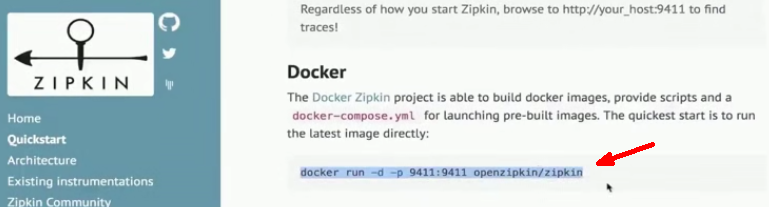 Regardless of how you start Zipkin, browse to http://your_host:9411 to find
traces!
ZIPKIN
Home
Quickstart
Architecture
Existing instrumentations
Zipkin Community
Docker
The Docker Zipkin project is able to build docker images, provide scripts and a
docker-compose.yml for launching pre-built images. The quickest start is to run
the latest image directly:
docker run -d -p 9411:9411 openzipkin/zipkin